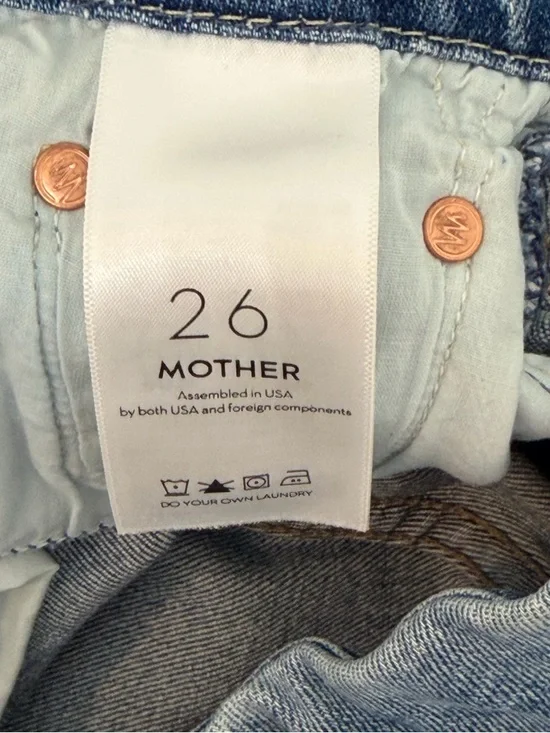 26
MOTHER
Assembled in USA
by both USA and foreign components
DO YOUR OWN LAUNDRY